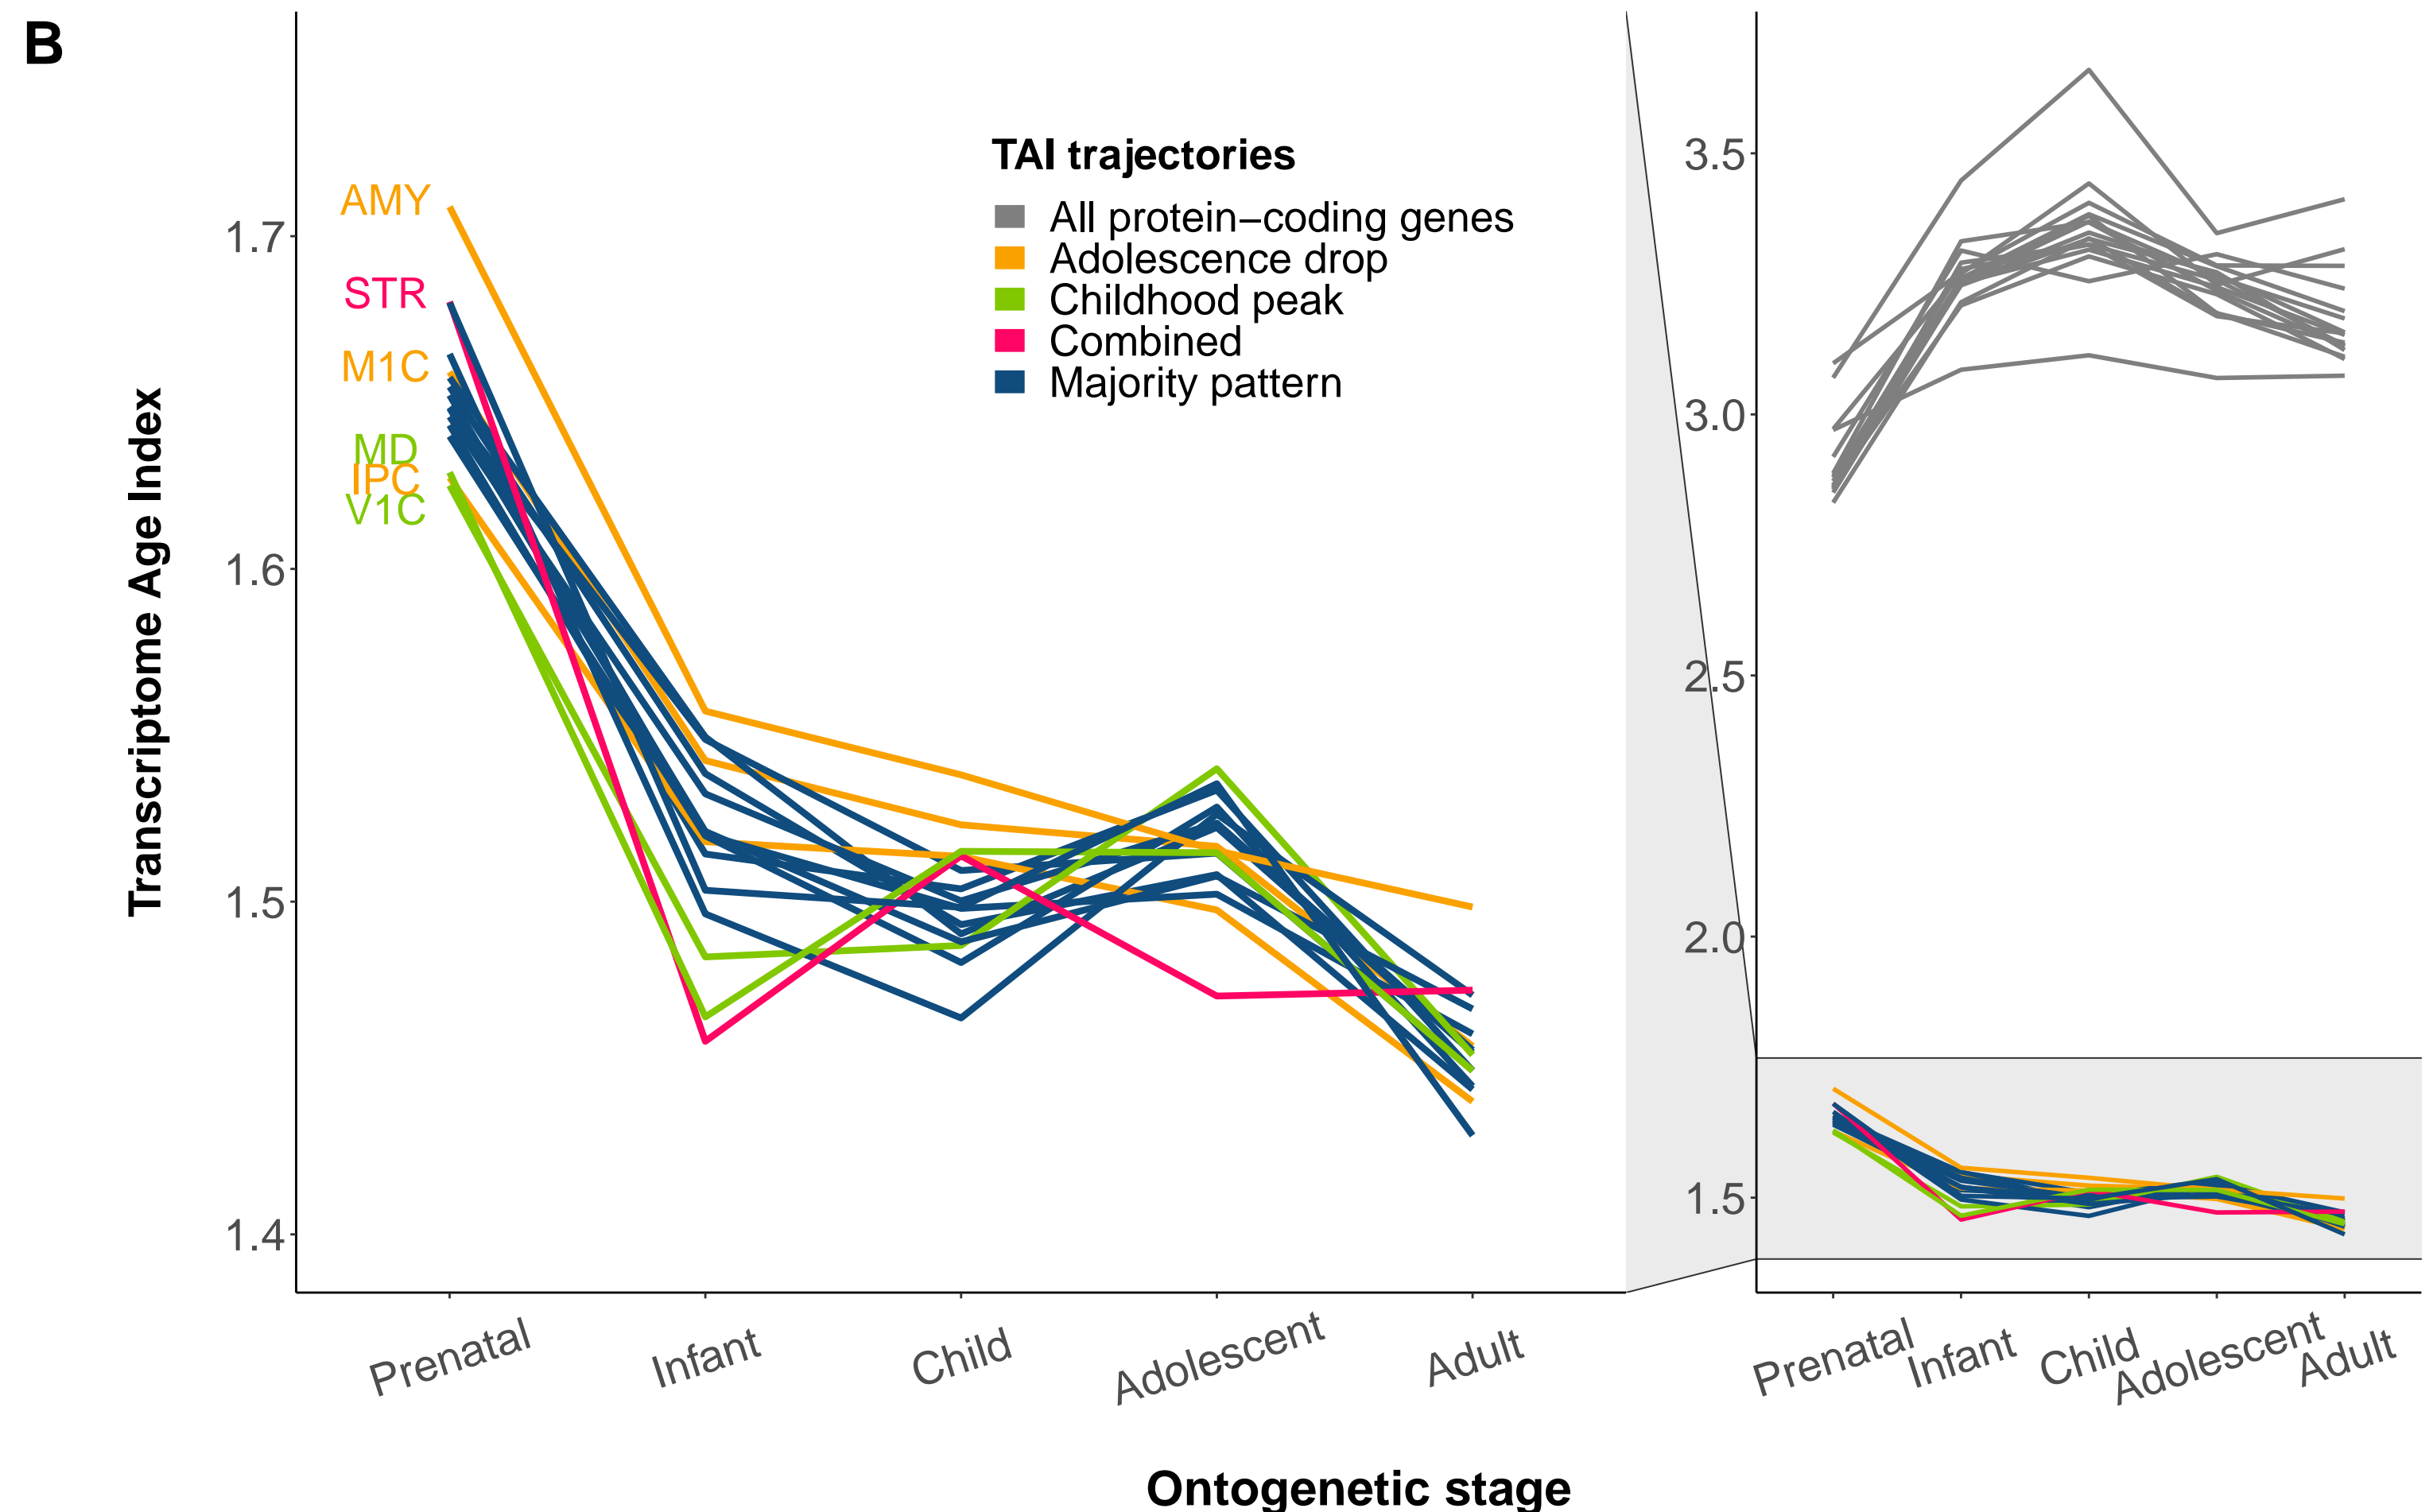 B
Transcriptome Age Index
1.7
1.6
1.5
1.4
AMY
STR
M1C
MD
IPC
V1C
TAI trajectories
All protein−coding genes
Adolescence drop
Childhood peak
Combined
Majority pattern
3.5
3.0
2.5
2.0
1.5
Prenatal
Infant
Child
Adolescent
Adult
Prenatal
Infant
Child
Adolescent
Adult
Ontogenetic stage